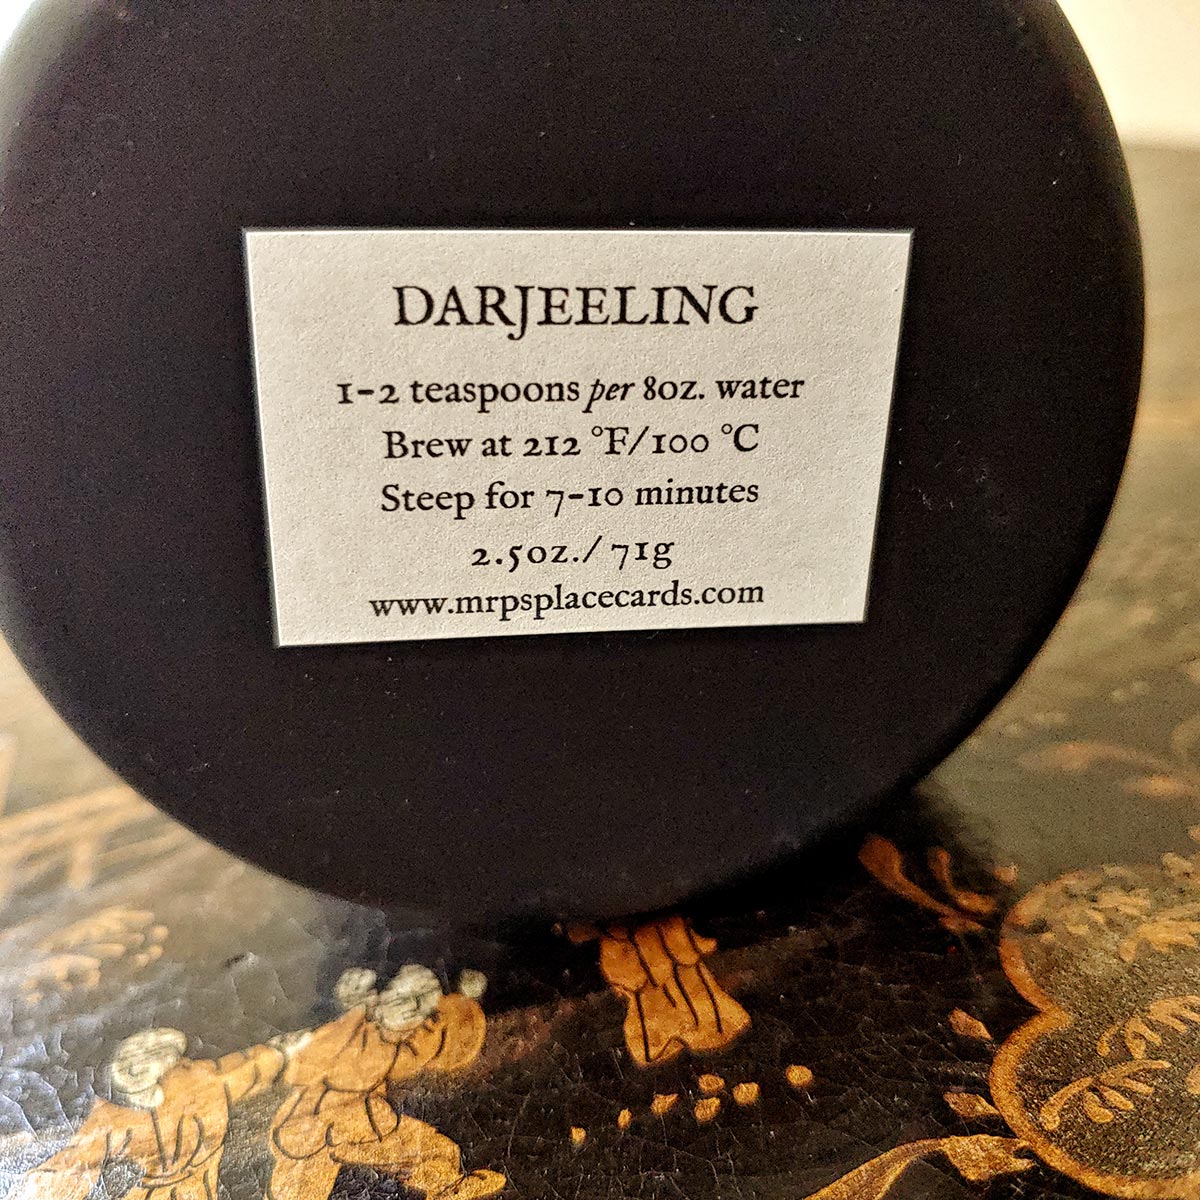 DARJEELING
1-2 teaspoons per 8oz. water
Brew at 212 °F/100 °C
Steep for 7-10 minutes
2.5oz./ 71g
www.mrpsplacecards.com